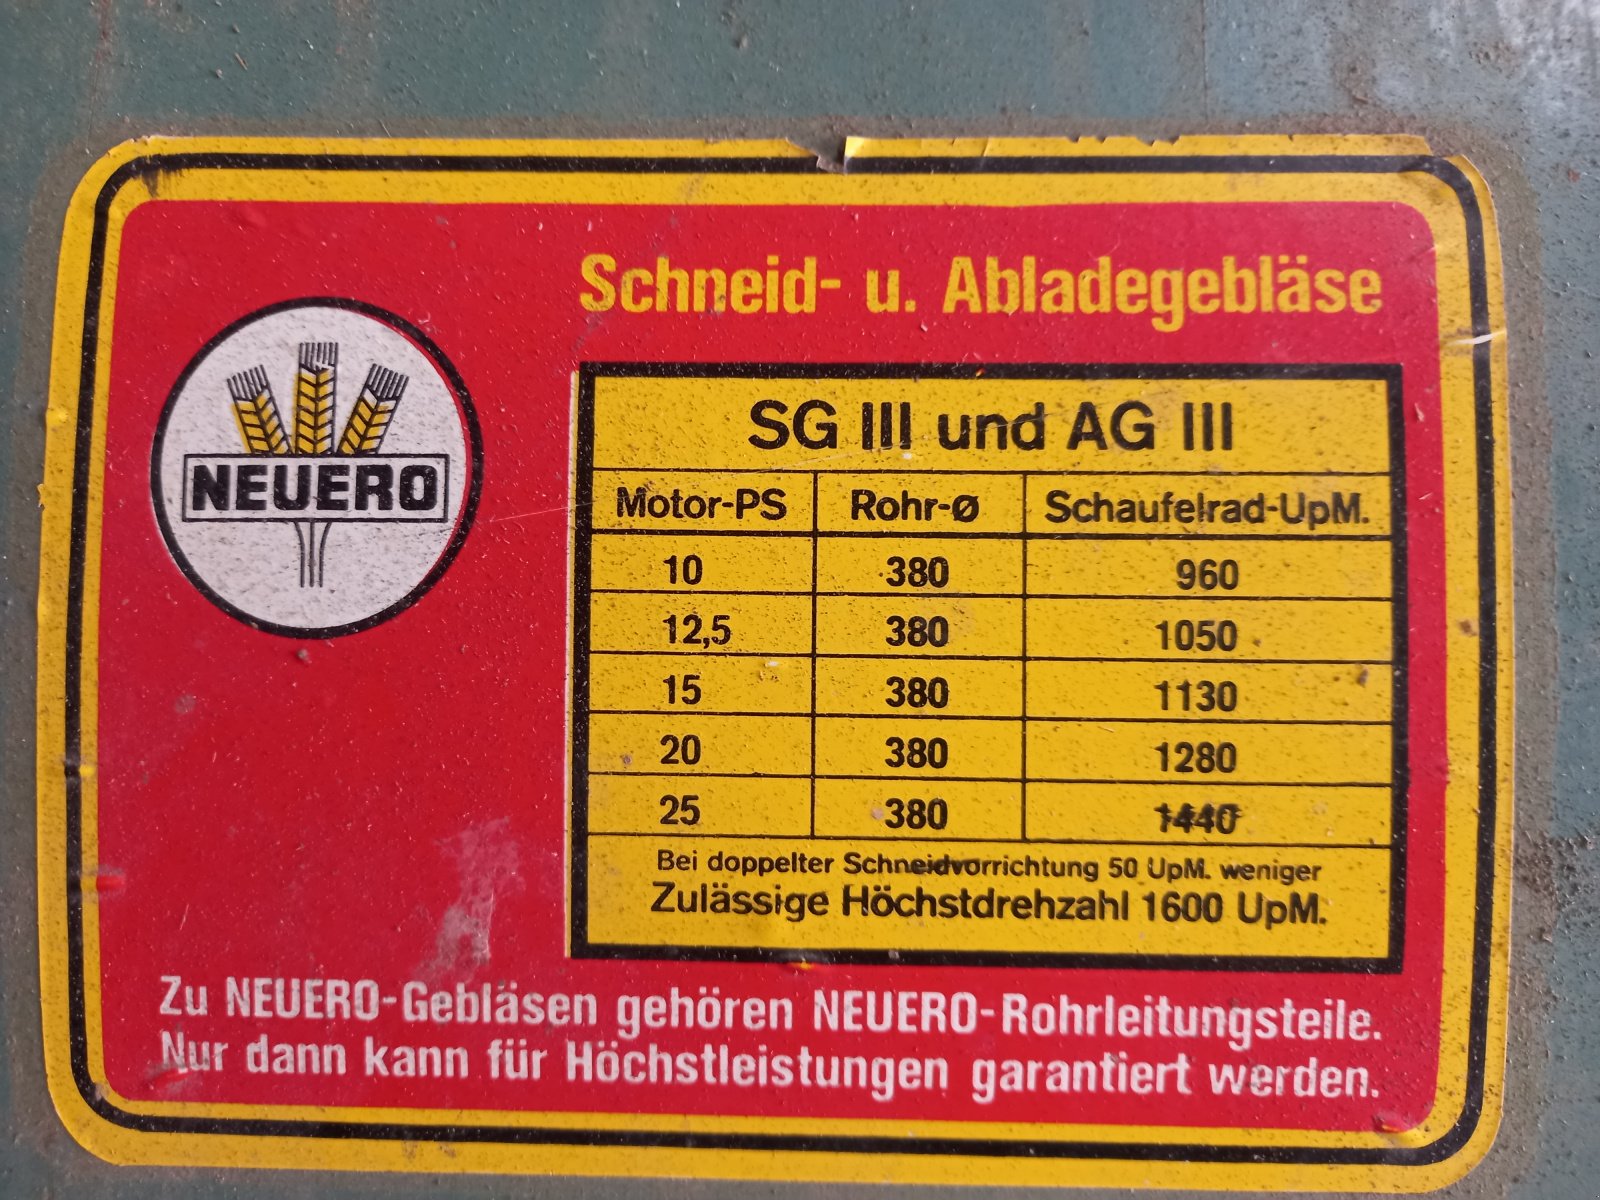 Schneid- u. Abladegebläse
NEUERO
SG III und AG III
Motor-PS Rohr-ø Schaufelrad-UpM.
10 380 960
12,5 380 1050
15 380 1130
20 380 1280
25 380 1440
Bei doppelter Schneidvorrichtung 50 UpM. weniger
Zulässige Höchstdrehzahl 1600 UpM.
Zu NEUERO-Gebläsen gehören NEUERO-Rohrleitungsteile.
Nur dann kann für Höchstleistungen garantiert werden.